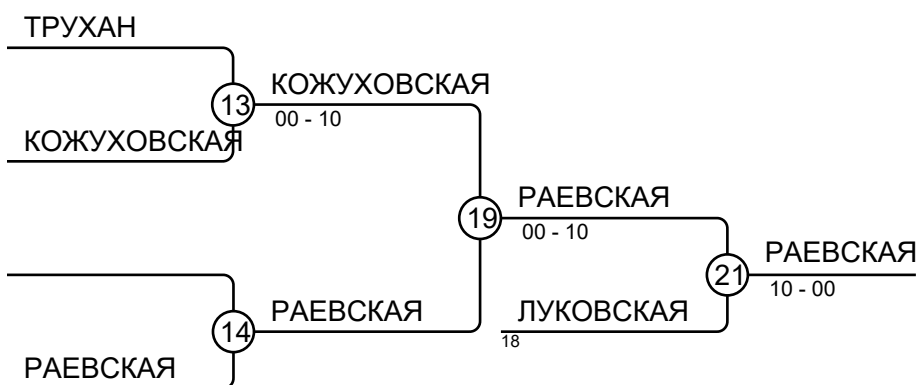 ТРУХАН
13
КОЖУХОВСКАЯ
00 - 10
КОЖУХОВСКАЯ
19
РАЕВСКАЯ
00 - 10
21
РАЕВСКАЯ
10 - 00
14
РАЕВСКАЯ
ЛУКОВСКАЯ
18
РАЕВСКАЯ